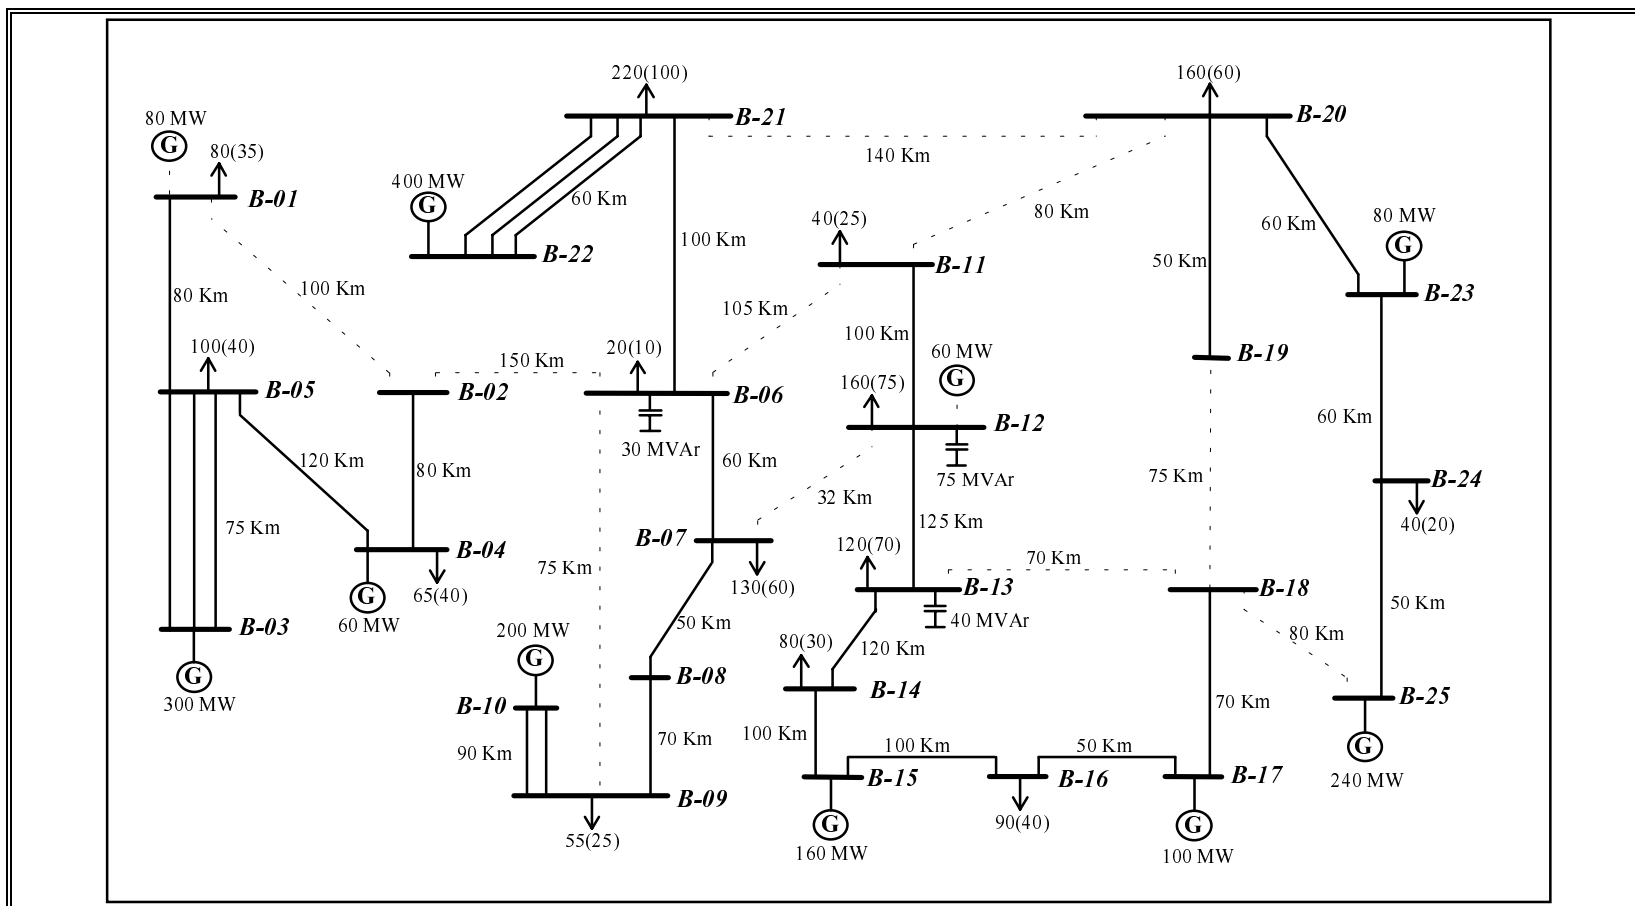 220(100)
160(60)
B-21
B-20
80 MW
G
80(35)
140 Km
B-01
400 MW
G
60 Km
80 Km
40(25)
60 Km
80 MW
G
100 Km
B-22
B-11
50 Km
B-23
80 Km
100 Km
105 Km
100 Km
100(40)
150 Km
20(10)
60 MW
G
B-19
B-05
B-02
B-06
160(75)
60 Km
B-12
30 MVAr
120 Km
80 Km
60 Km
75 MVAr
75 Km
B-24
32 Km
75 Km
125 Km
40(20)
B-04
B-07
120(70)
70 Km
75 Km
130(60)
B-13
B-18
G
65(40)
50 Km
60 MW
B-03
50 Km
40 MVAr
80 Km
200 MW
G
80(30)
120 Km
G
300 MW
B-08
B-14
B-25
B-10
70 Km
90 Km
70 Km
100 Km
100 Km
50 Km
G
B-15
B-16
B-17
240 MW
B-09
G
90(40)
G
55(25)
160 MW
100 MW